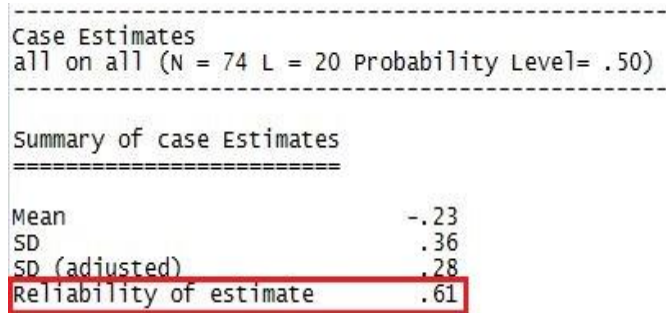 Case Estimates
all on all (N = 74 L = 20 Probability Level= .50)
Summary of case Estimates
Mean -.23
SD .36
SD (adjusted) .28
Reliability of estimate .61